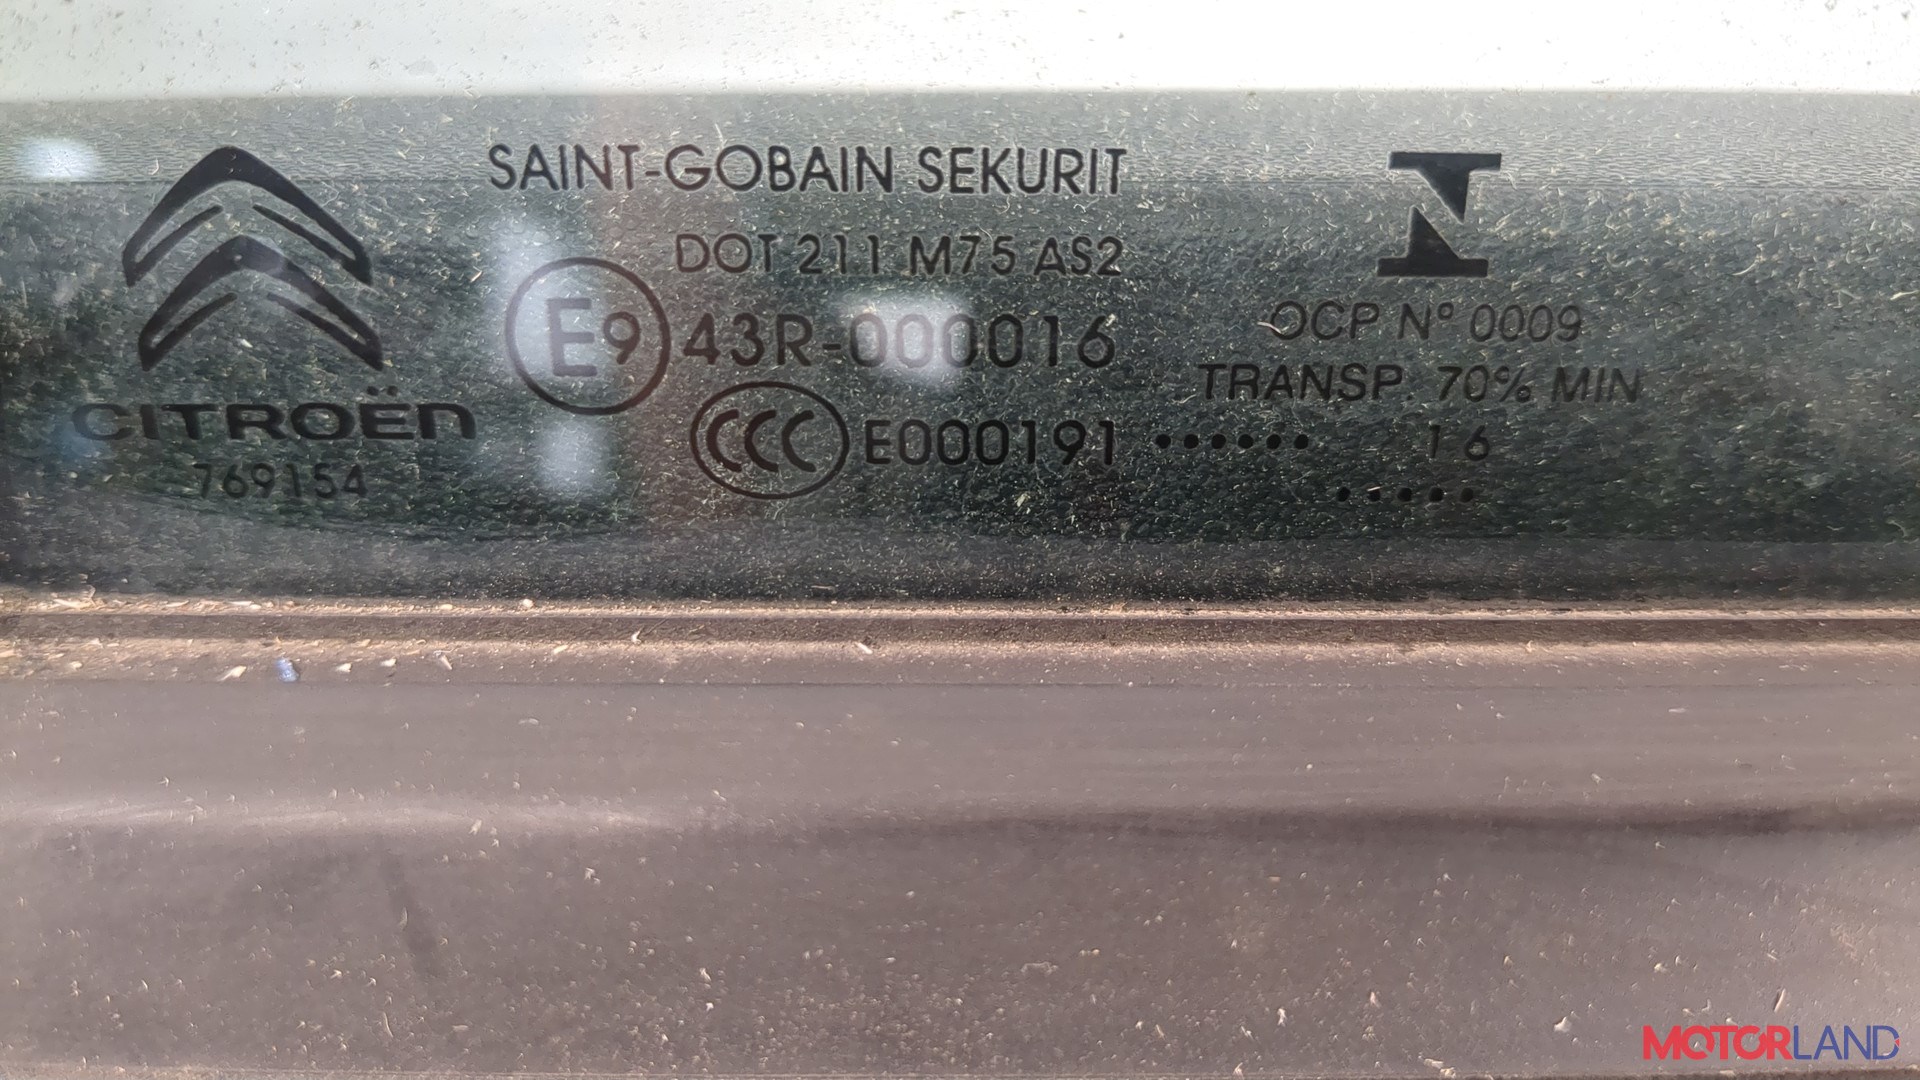 SAINT-GOBAIN SEKURIT
DOT 211 M75 AS2
E9 43R-000016
CCC E000191 ...... 16
.....
CITROËN
769154
N
OCP N° 0009
TRANSP. 70% MIN
MOTORLAND